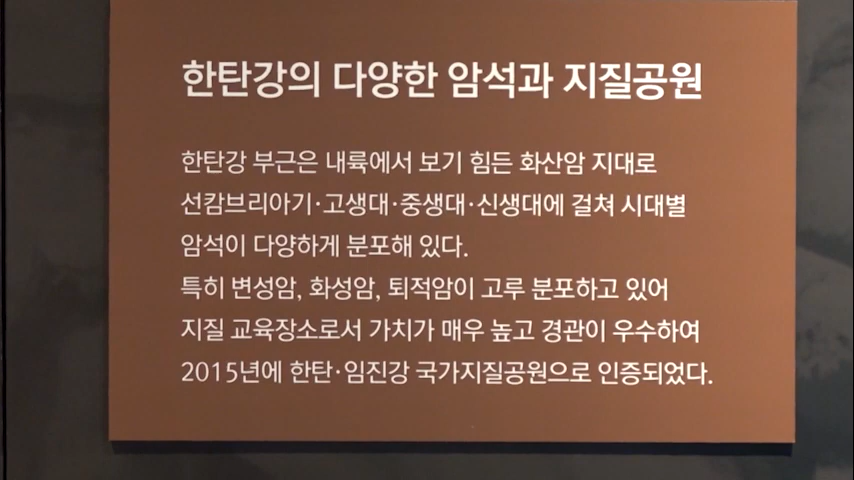 한탄강의 다양한 암석과 지질공원
한탄강 부근은 내륙에서 보기 힘든 화산암 지대로
선캄브리아기·고생대·중생대·신생대에 걸쳐 시대별
암석이 다양하게 분포해 있다.
특히 변성암, 화성암, 퇴적암이 고루 분포하고 있어
지질 교육장소로서 가치가 매우 높고 경관이 우수하여
2015년에 한탄·임진강 국가지질공원으로 인증되었다.